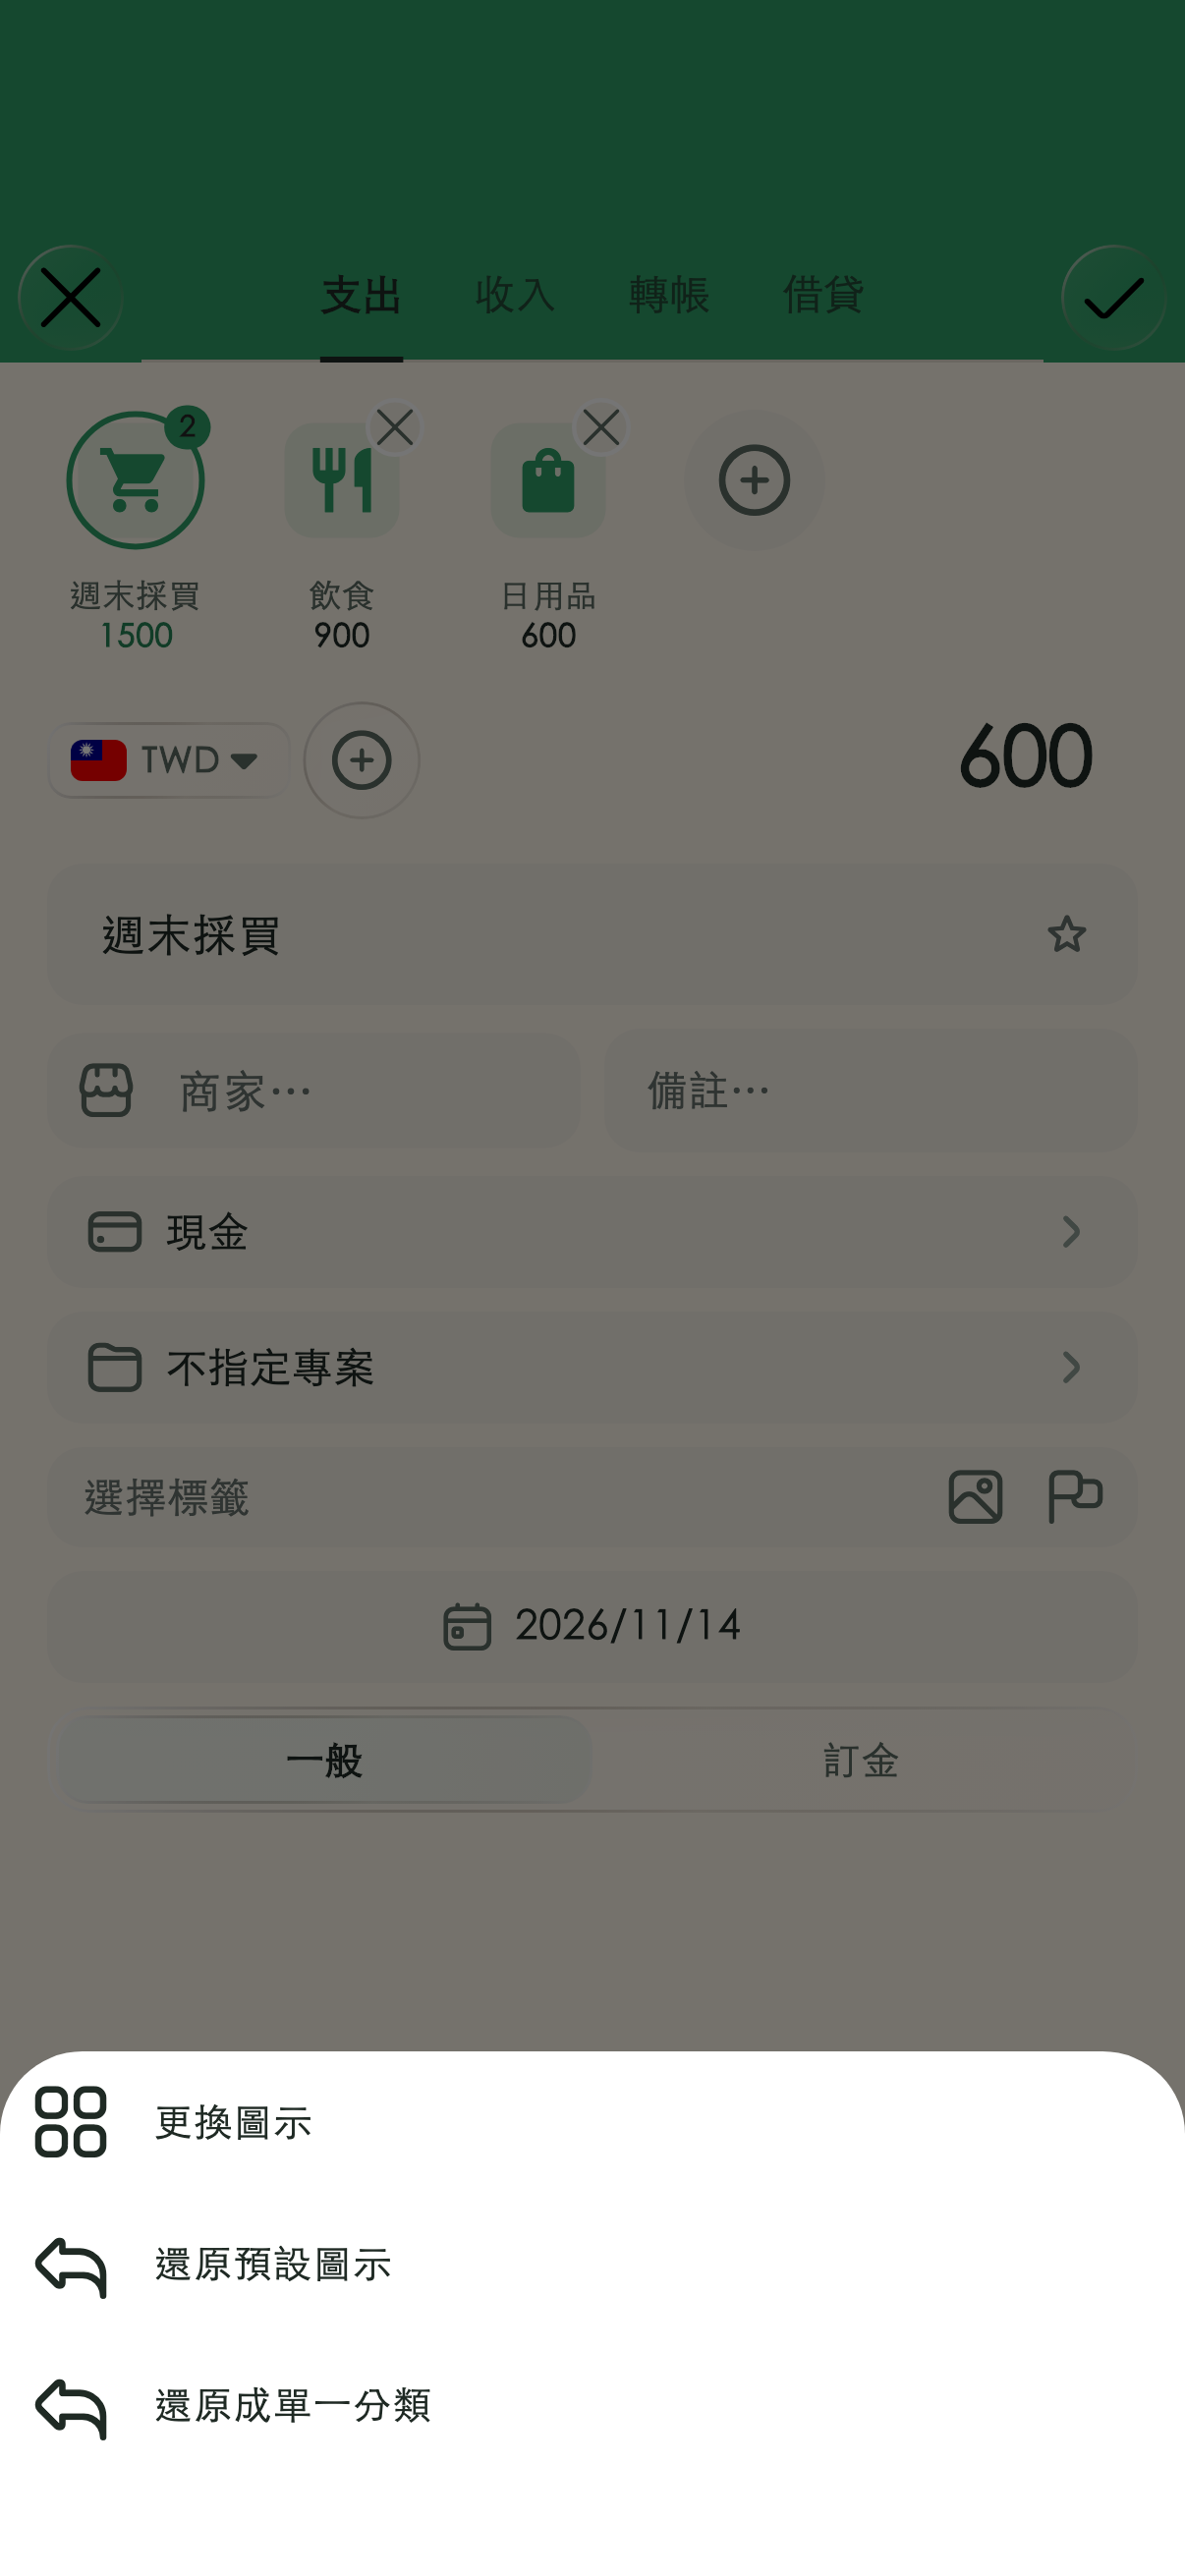 支出 收入 轉帳 借貸
2
週末採買 飲食 日用品
1500 900 600
TWD 600
週末採買
商家… 備註…
現金
不指定專案
選擇標籤
2026/11/14
一般 訂金
更換圖示
還原預設圖示
還原成單一分類